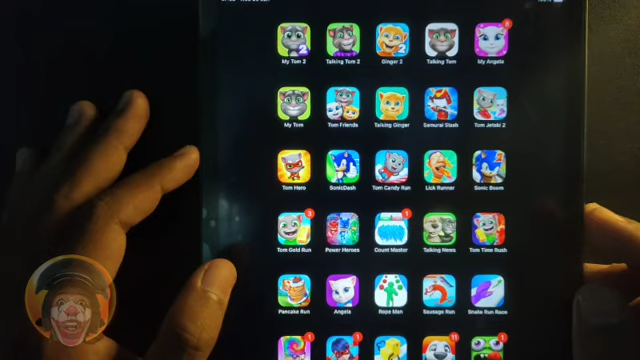 My Tom 2 Talking Tom 2 Ginger 2 Talking Tom My Angela
My Tom Tom Friends Talking Ginger Samurai Slash Tom Jetski 2
Tom Hero SonicDash Tom Candy Run Lick Runner Sonic Boom
Tom Gold Run Power Heroes Count Master Talking News Tom Time Rush
Pancake Run Angela Rope Man Sausage Run Snake Run Race